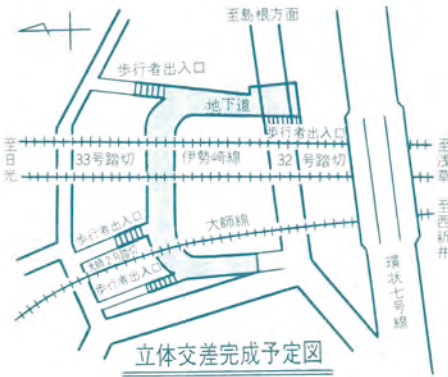 至島根方面
歩行者出入口
地下道
歩行者出入口
至日光
33号踏切
伊勢崎線
32号踏切
至浅草
歩行者出入口
大師線
至西新井
大師2号踏切
歩行者出入口
環状七号線
立体交差完成予定図